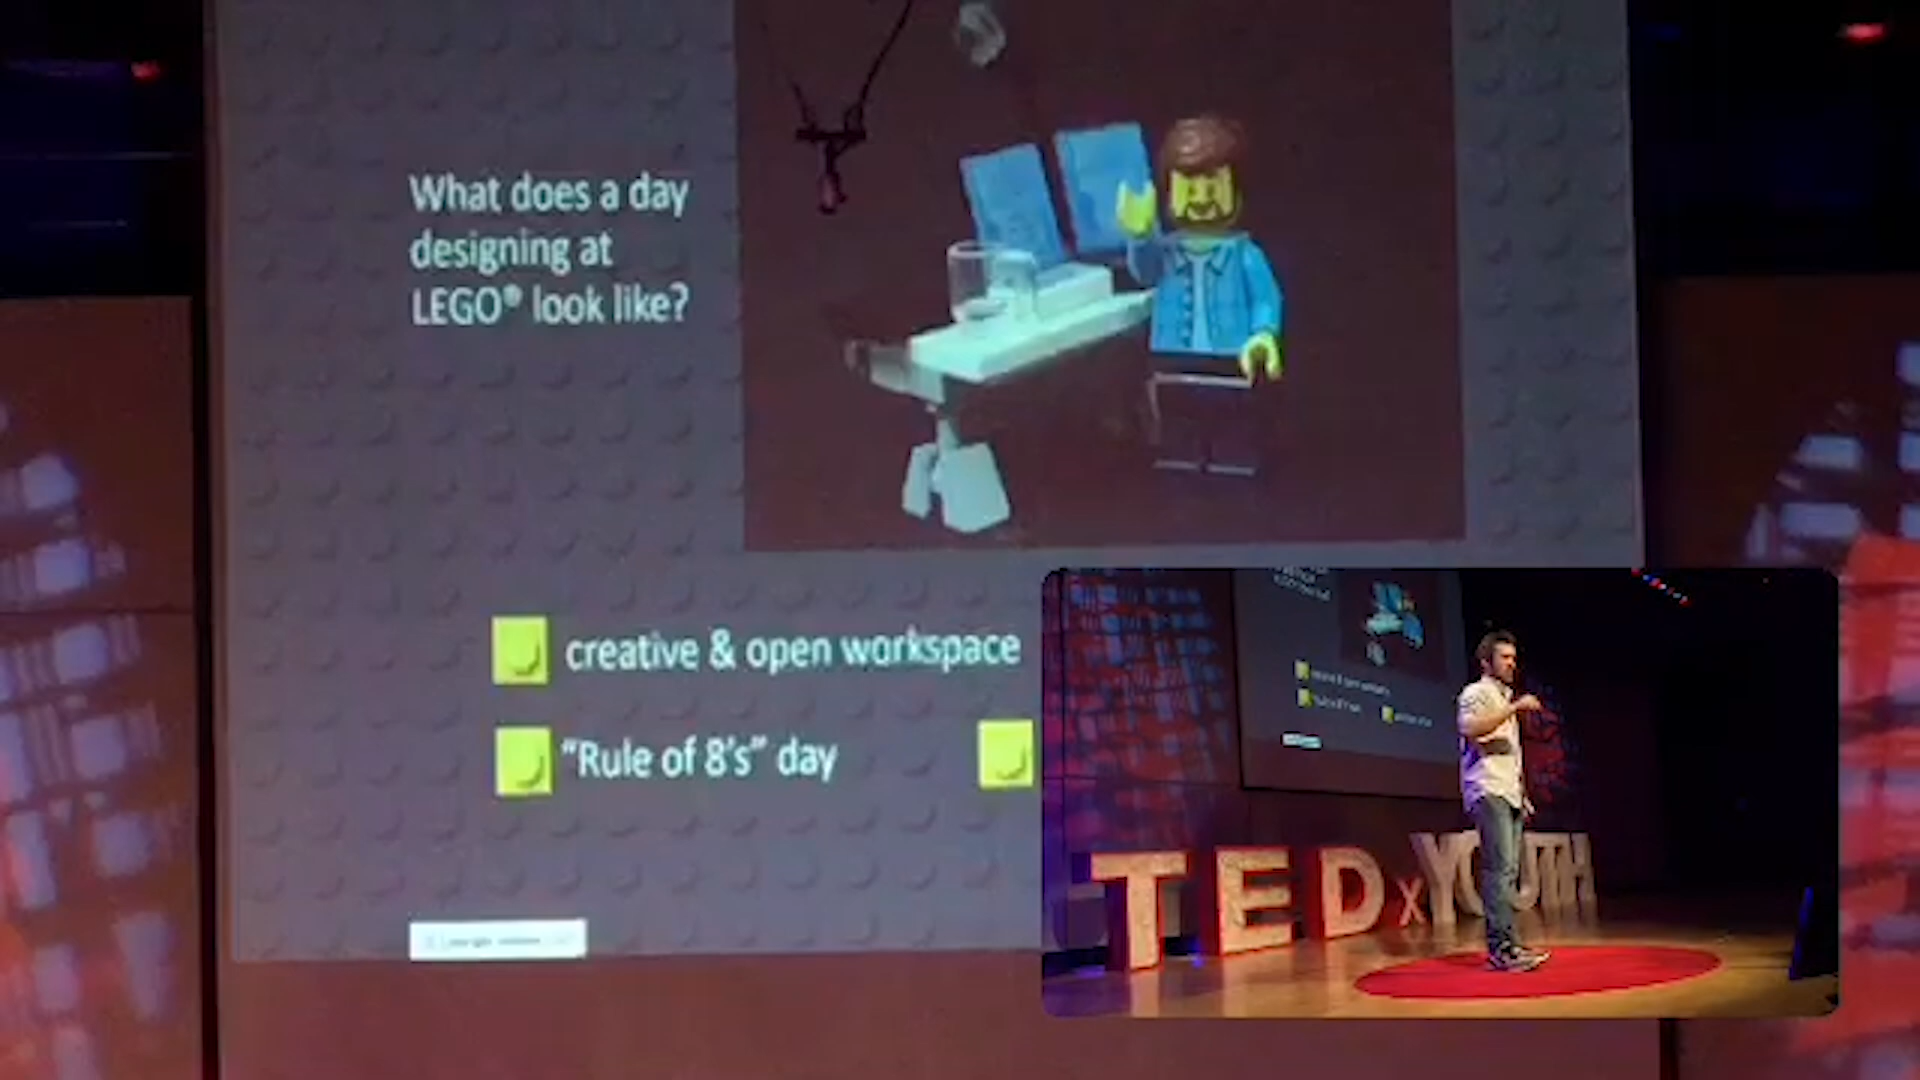 What does a day
designing at
LEGO® look like?
creative & open workspace
"Rule of 8's" day
TEDxYOUTH